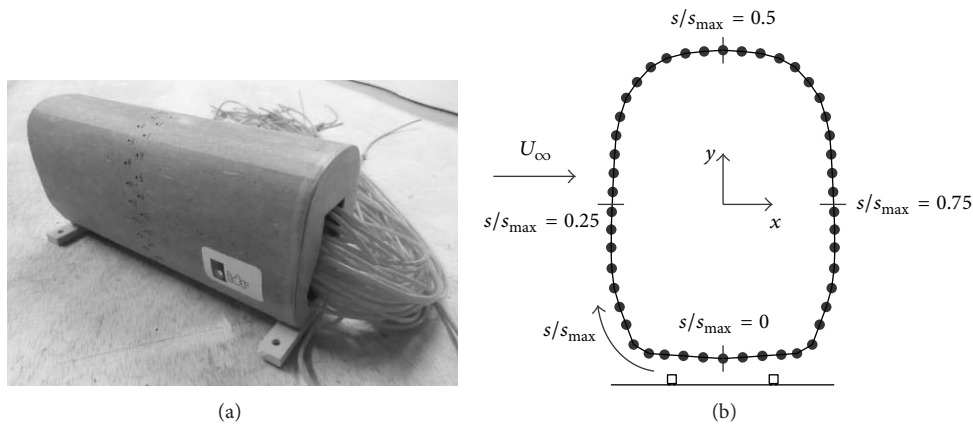 s/s_max = 0.5
U_∞
y
x
s/s_max = 0.25
s/s_max = 0.75
s/s_max = 0
s/s_max
(a)
(b)